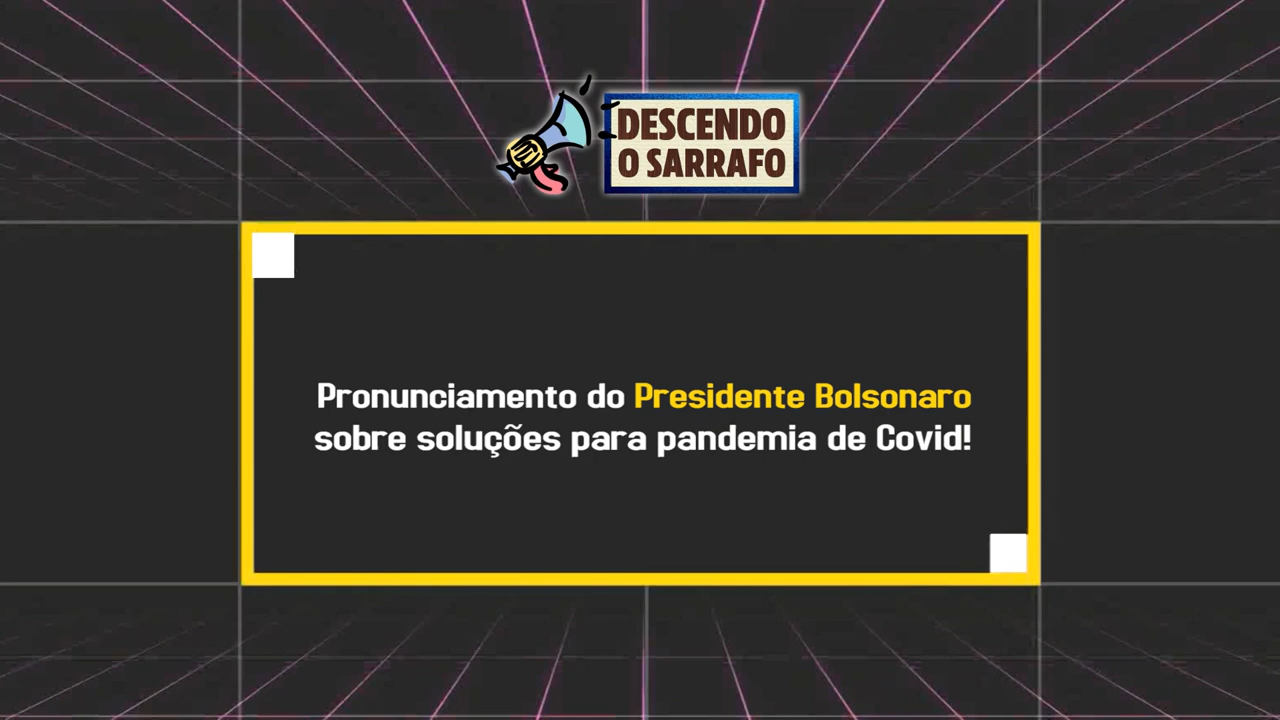 DESCENDO
O SARRAFO
Pronunciamento do Presidente Bolsonaro
sobre soluções para pandemia de Covid!